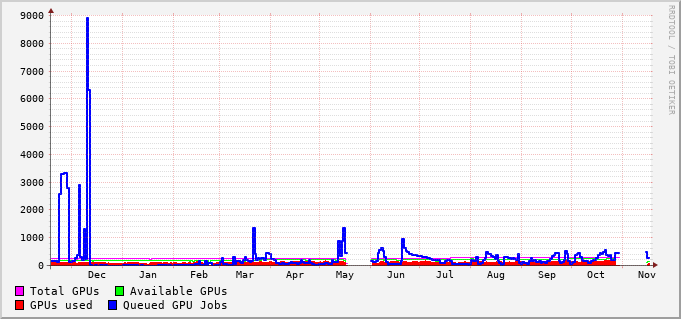 9000
8000
7000
6000
5000
4000
3000
2000
1000
0
Dec Jan Feb Mar Apr May Jun Jul Aug Sep Oct Nov
Total GPUs Available GPUs
GPUs used Queued GPU Jobs
RRDTOOL / TOBI OETIKER